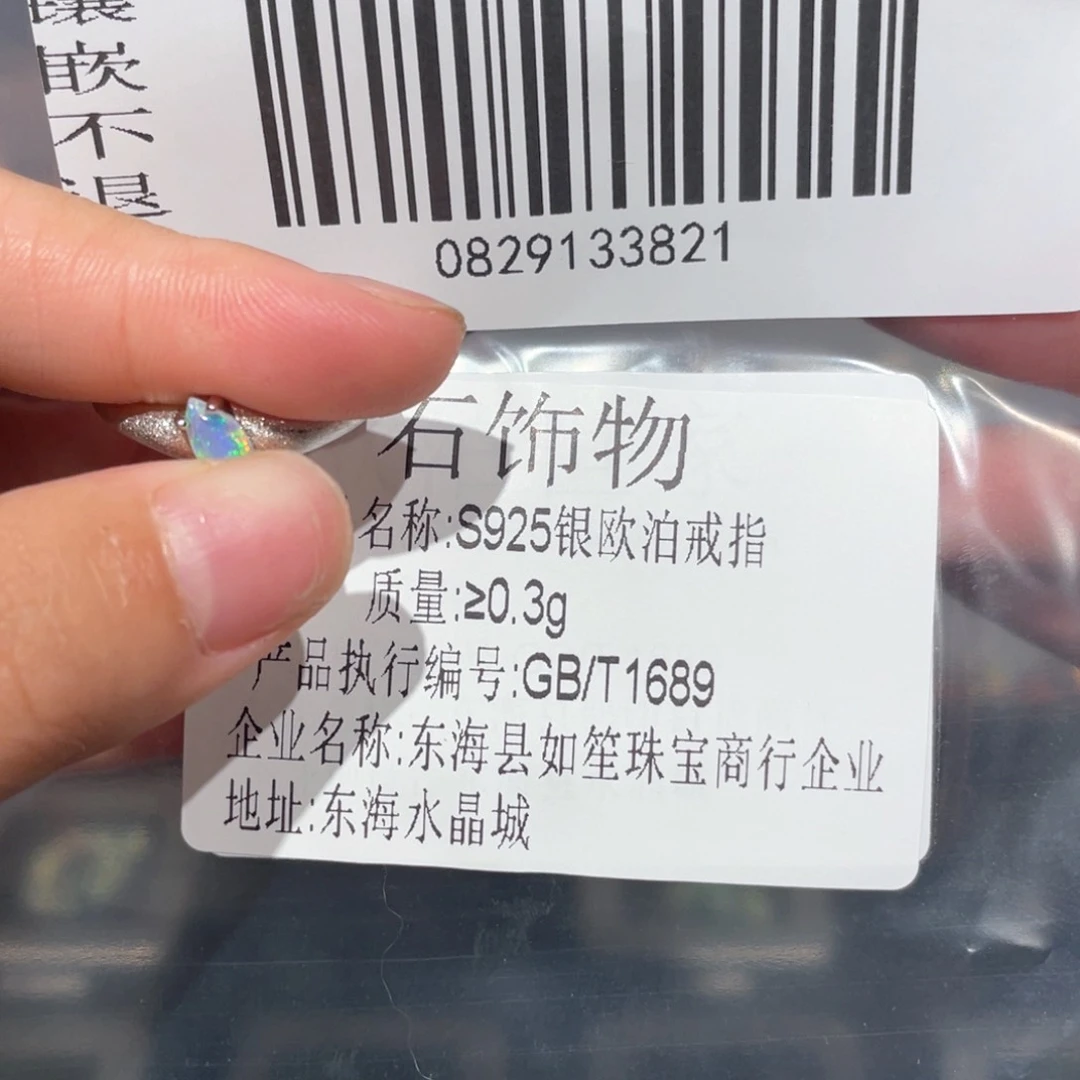 镶嵌不退
0829133821
石饰物
名称:S925银欧泊戒指
质量:≥0.3g
产品执行编号:GB/T1689
企业名称:东海县如笙珠宝商行企业
地址:东海水晶城